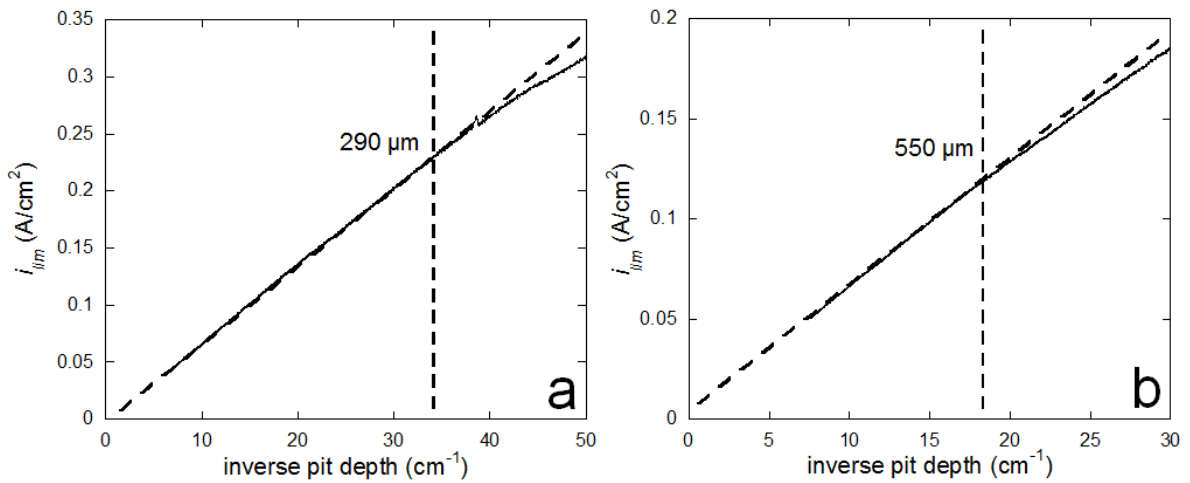 0.35
0.3
0.25
0.2
0.15
0.1
0.05
0
i_lim (A/cm²)
290 µm
a
0 10 20 30 40 50
inverse pit depth (cm⁻¹)
0.2
0.15
0.1
0.05
0
i_lim (A/cm²)
550 µm
b
0 5 10 15 20 25 30
inverse pit depth (cm⁻¹)